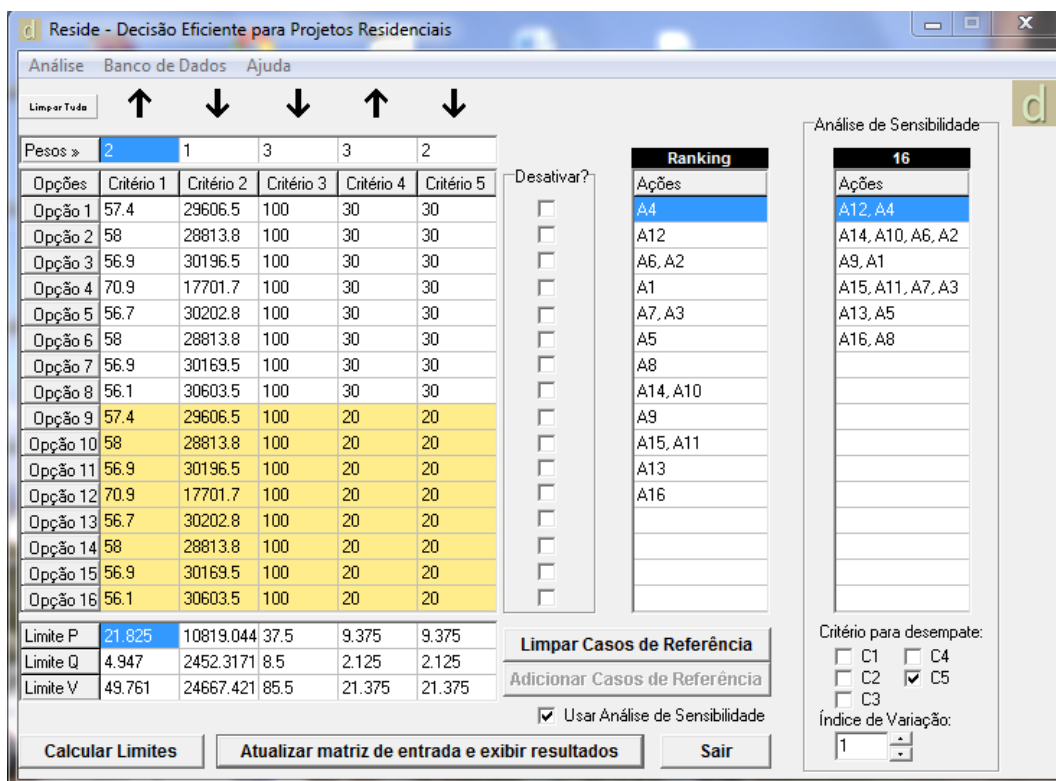 d Reside - Decisão Eficiente para Projetos Residenciais
Análise Banco de Dados Ajuda
Limpar Tudo
d
Pesos » 2 1 3 3 2
Opções Critério 1 Critério 2 Critério 3 Critério 4 Critério 5
Opção 1 57.4 29606.5 100 30 30
Opção 2 58 28813.8 100 30 30
Opção 3 56.9 30196.5 100 30 30
Opção 4 70.9 17701.7 100 30 30
Opção 5 56.7 30202.8 100 30 30
Opção 6 58 28813.8 100 30 30
Opção 7 56.9 30169.5 100 30 30
Opção 8 56.1 30603.5 100 30 30
Opção 9 57.4 29606.5 100 20 20
Opção 10 58 28813.8 100 20 20
Opção 11 56.9 30196.5 100 20 20
Opção 12 70.9 17701.7 100 20 20
Opção 13 56.7 30202.8 100 20 20
Opção 14 58 28813.8 100 20 20
Opção 15 56.9 30169.5 100 20 20
Opção 16 56.1 30603.5 100 20 20
Limite P 21.825 10819.044 37.5 9.375 9.375
Limite Q 4.947 2452.3171 8.5 2.125 2.125
Limite V 49.761 24667.421 85.5 21.375 21.375
Desativar?
Ranking
Ações
A4
A12
A6, A2
A1
A7, A3
A5
A8
A14, A10
A9
A15, A11
A13
A16
Análise de Sensibilidade
16
Ações
A12, A4
A14, A10, A6, A2
A9, A1
A15, A11, A7, A3
A13, A5
A16, A8
Limpar Casos de Referência
Adicionar Casos de Referência
Usar Análise de Sensibilidade
Critério para desempate:
C1 C4
C2 C5
C3
Índice de Variação:
1
Calcular Limites Atualizar matriz de entrada e exibir resultados Sair